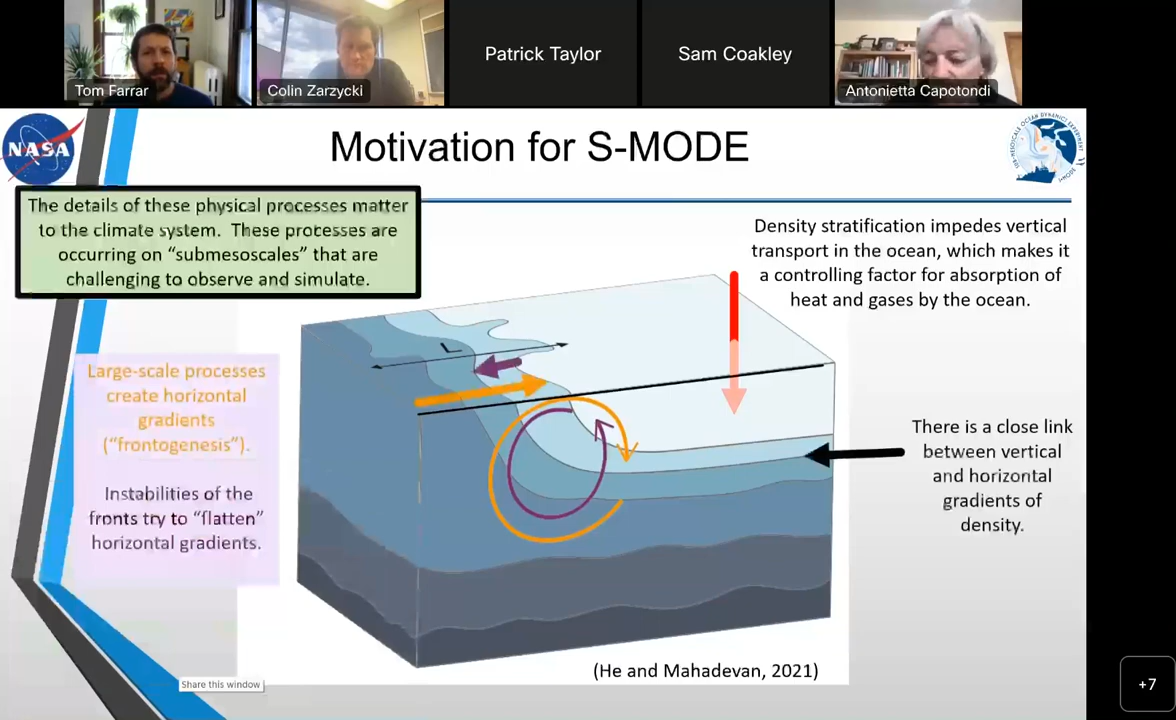 Tom Farrar
Colin Zarzycki
Patrick Taylor
Sam Coakley
Antonietta Capotondi
NASA
Motivation for S-MODE
The details of these physical processes matter
to the climate system. These processes are
occurring on “submesoscales” that are
challenging to observe and simulate.
Density stratification impedes vertical
transport in the ocean, which makes it
a controlling factor for absorption of
heat and gases by the ocean.
Large-scale processes
create horizontal
gradients
(“frontogenesis”).
Instabilities of the
fronts try to “flatten”
horizontal gradients.
L
There is a close link
between vertical
and horizontal
gradients of
density.
(He and Mahadevan, 2021)
Share this window
+7